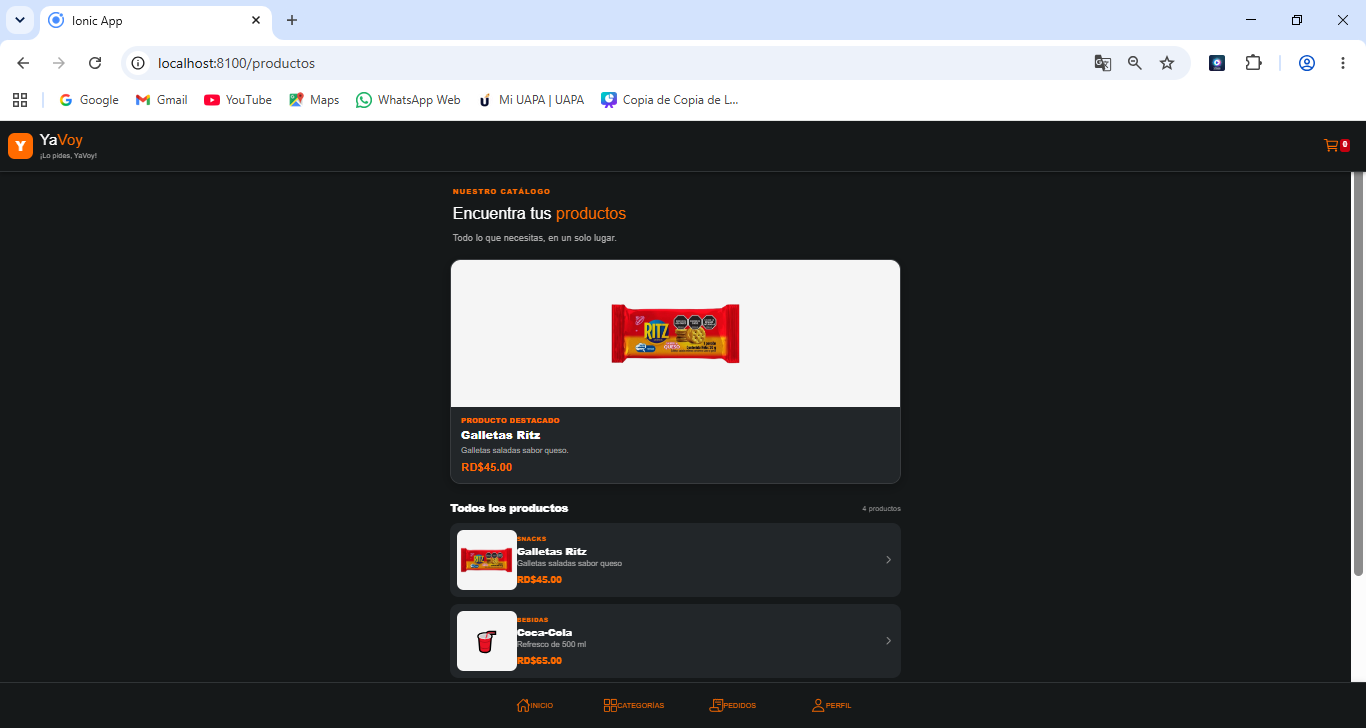 Ionic App
localhost:8100/productos
Google
Gmail
YouTube
Maps
WhatsApp Web
Mi UAPA | UAPA
Copia de Copia de L...
Y
YaVoy
¡Lo pides, YaVoy!
0
NUESTRO CATÁLOGO
Encuentra tus productos
Todo lo que necesitas, en un solo lugar.
RITZ
QUESO
PRODUCTO DESTACADO
Galletas Ritz
Galletas saladas sabor queso.
RD$45.00
Todos los productos
4 productos
RITZ
SNACKS
Galletas Ritz
Galletas saladas sabor queso
RD$45.00
BEBIDAS
Coca-Cola
Refresco de 500 ml
RD$65.00
INICIO
CATEGORÍAS
PEDIDOS
PERFIL